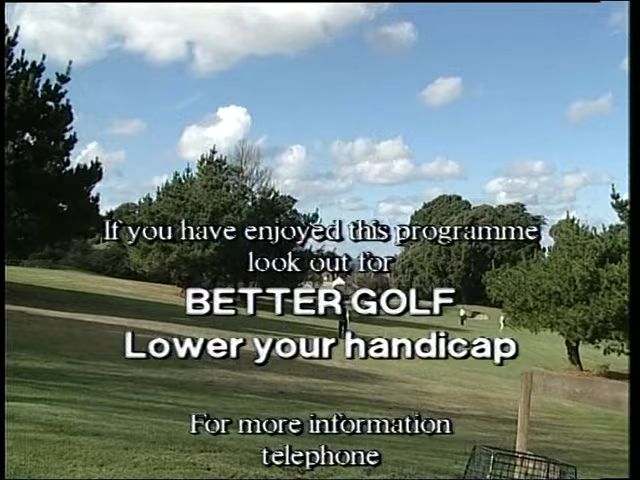 If you have enjoyed this programme
look out for
BETTER GOLF
Lower your handicap
For more information
telephone